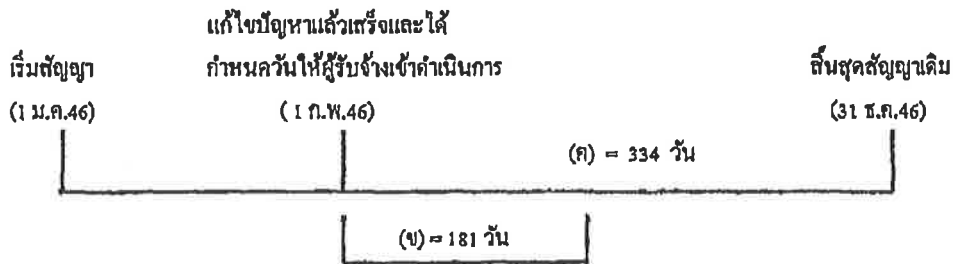 แก้ไขปัญหาแล้วเสร็จและได้
เริ่มสัญญา กำหนดวันให้ผู้รับจ้างเข้าดำเนินการ สิ้นสุดสัญญาเดิม
(1 ม.ค.46) (1 ก.พ.46) (31 ธ.ค.46)
(ค) = 334 วัน
(ข) = 181 วัน